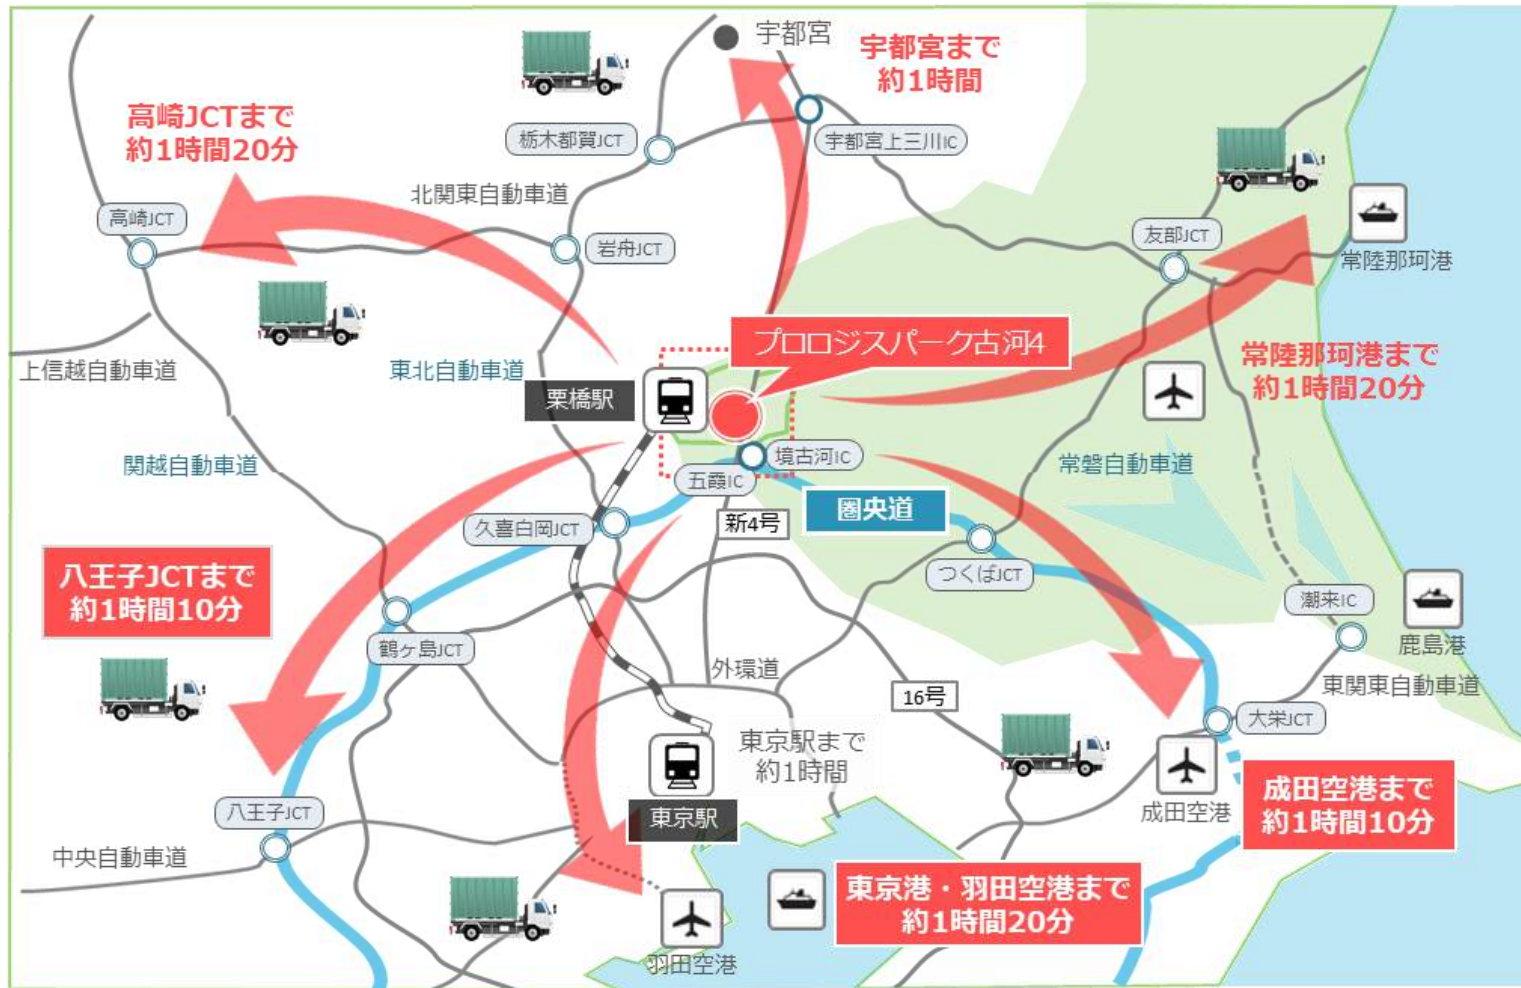 宇都宮
宇都宮まで
約1時間
高崎JCTまで
約1時間20分
栃木都賀JCT
宇都宮上三川IC
北関東自動車道
高崎JCT
岩舟JCT
友部JCT
常陸那珂港
プロロジスパーク古河4
上信越自動車道
東北自動車道
栗橋駅
常陸那珂港まで
約1時間20分
関越自動車道
境古河IC
常磐自動車道
五霞IC
圏央道
新4号
久喜白岡JCT
八王子JCTまで
約1時間10分
つくばJCT
潮来IC
鹿島港
鶴ヶ島JCT
外環道
16号
東関東自動車道
大栄JCT
東京駅まで
約1時間
東京駅
成田空港
成田空港まで
約1時間10分
八王子JCT
中央自動車道
東京港・羽田空港まで
約1時間20分
羽田空港